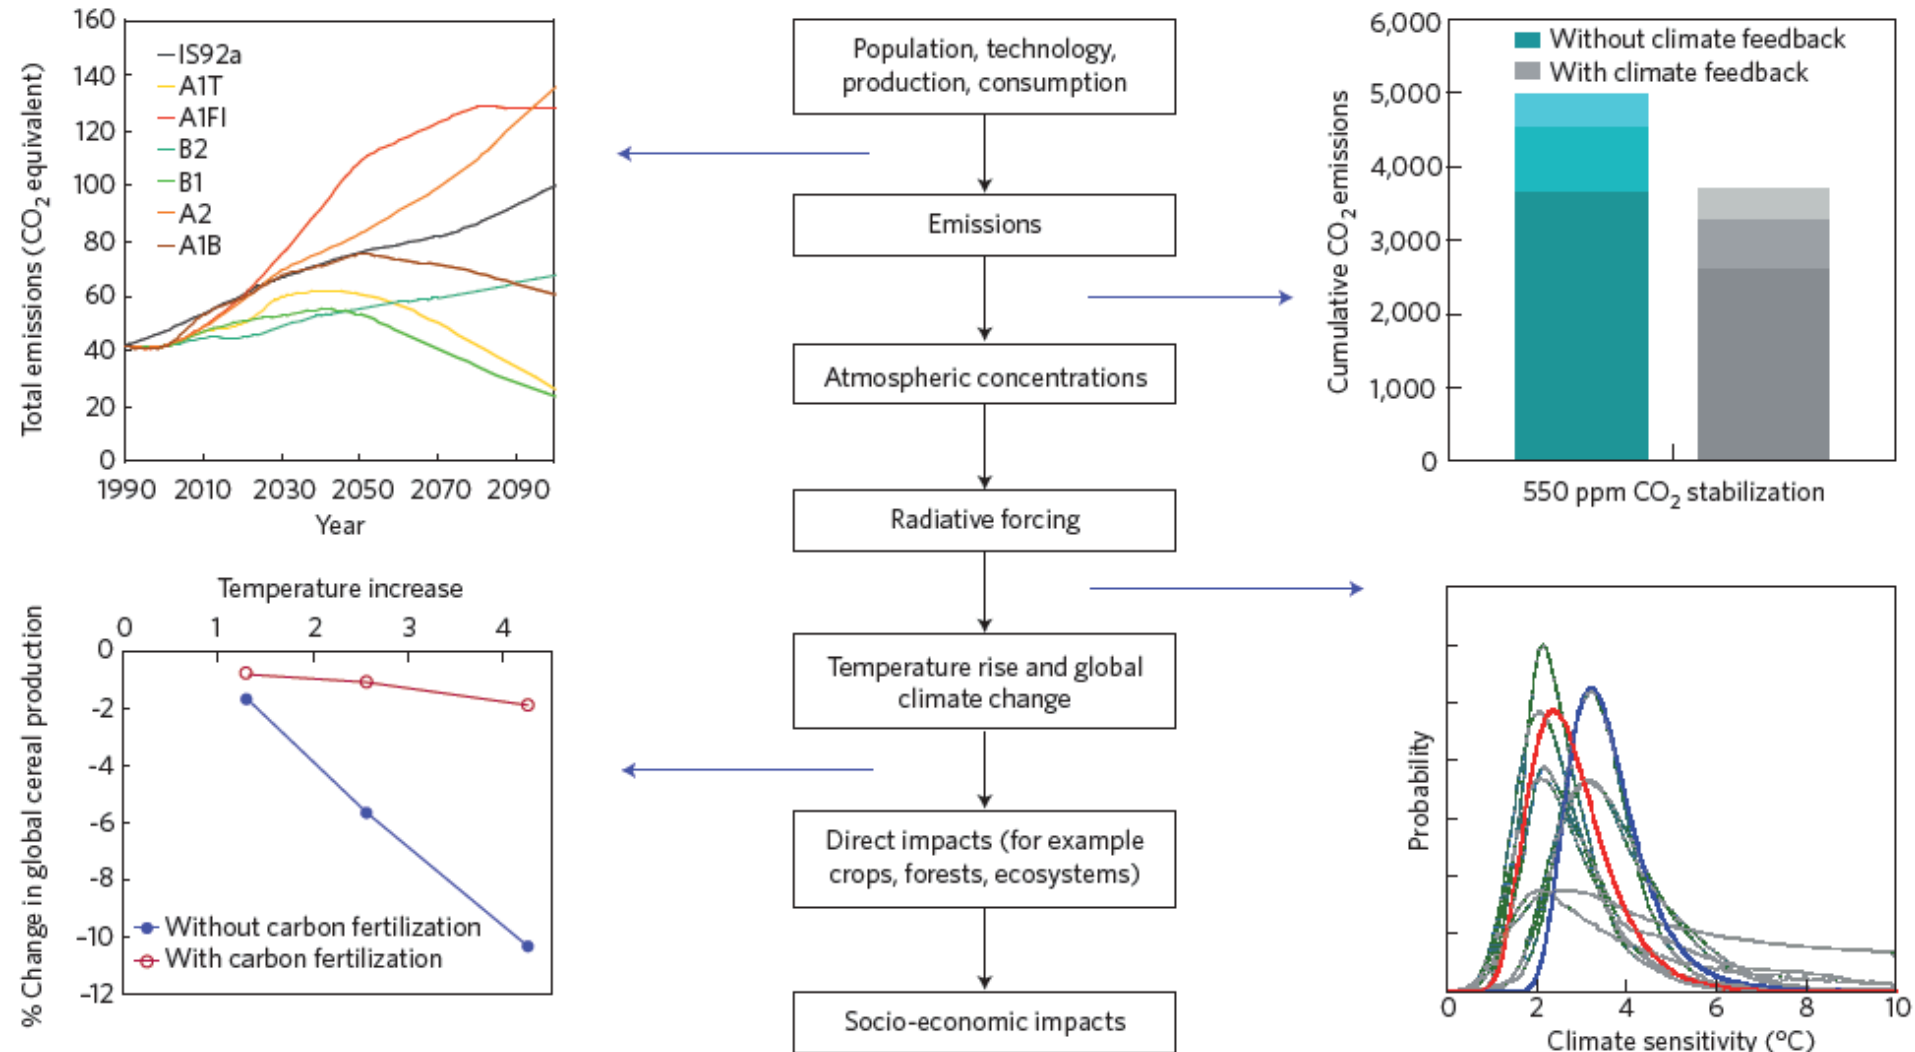 Total emissions (CO2 equivalent)
160
140
120
100
80
60
40
20
0
IS92a
A1T
A1FI
B2
B1
A2
A1B
1990 2010 2030 2050 2070 2090
Year
Population, technology,
production, consumption
Emissions
Atmospheric concentrations
Radiative forcing
Temperature rise and global
climate change
Direct impacts (for example
crops, forests, ecosystems)
Socio-economic impacts
Cumulative CO2 emissions
6,000
5,000
4,000
3,000
2,000
1,000
0
Without climate feedback
With climate feedback
550 ppm CO2 stabilization
Temperature increase
0 1 2 3 4
% Change in global cereal production
0
-2
-4
-6
-8
-10
-12
Without carbon fertilization
With carbon fertilization
Probability
0 2 4 6 8 10
Climate sensitivity (°C)